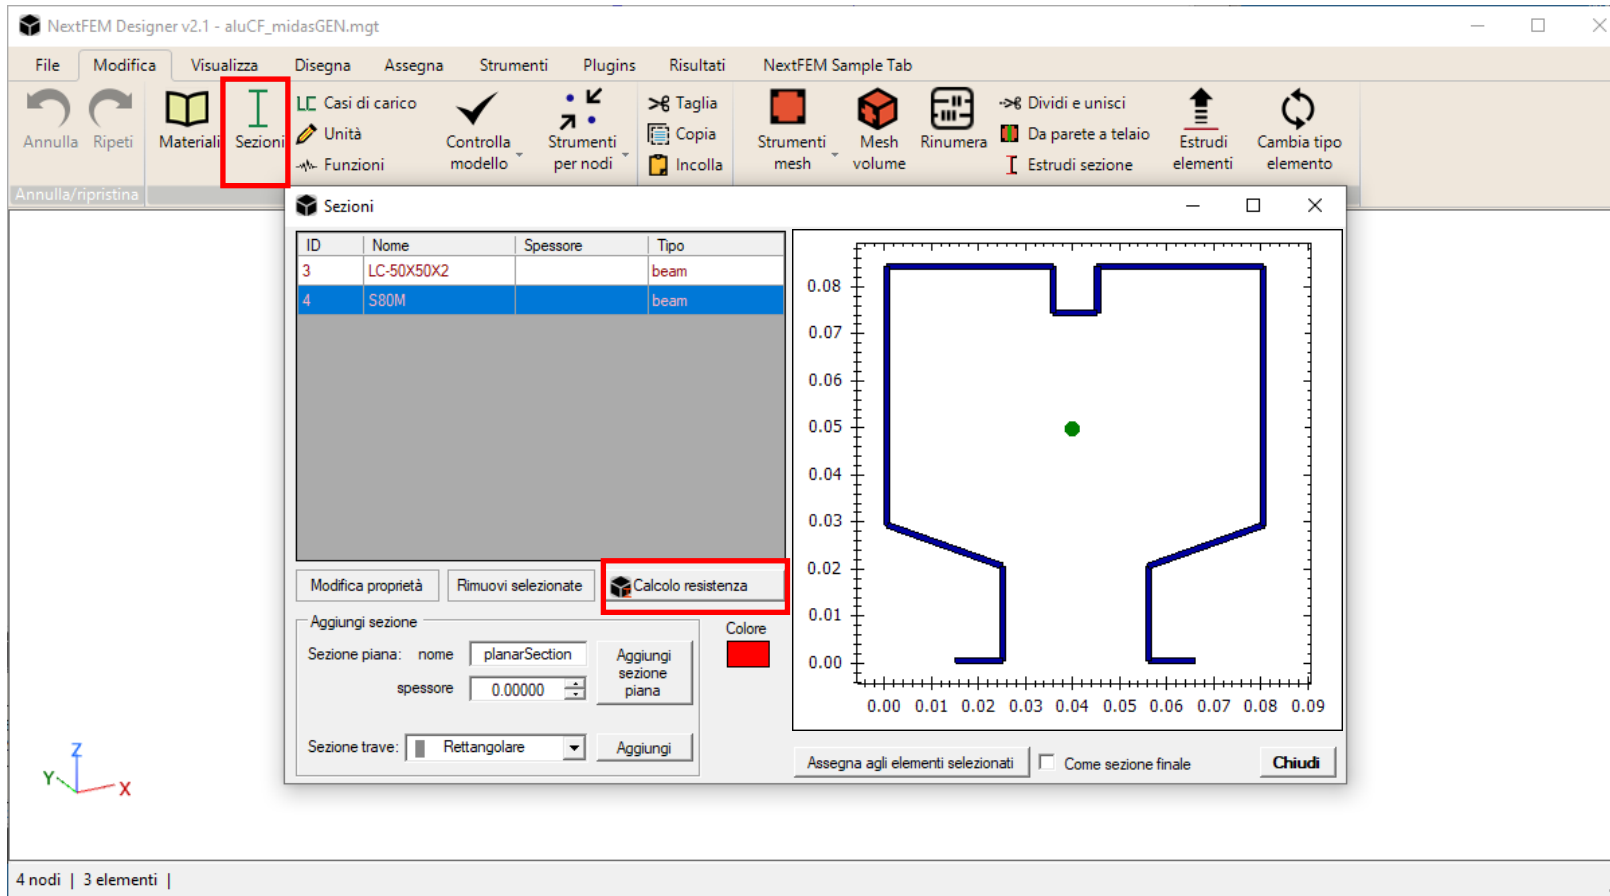 NextFEM Designer v2.1 - aluCF_midasGEN.mgt
File Modifica Visualizza Disegna Assegna Strumenti Plugins Risultati NextFEM Sample Tab
Annulla Ripeti
Materiali Sezioni
LC Casi di carico
Unità
Funzioni
Controlla
modello
Strumenti
per nodi
Taglia
Copia
Incolla
Strumenti
mesh
Mesh
volume
Rinumera
Dividi e unisci
Da parete a telaio
Estrudi sezione
Estrudi
elementi
Cambia tipo
elemento
Annulla/ripristina
Sezioni
ID Nome Spessore Tipo
3 LC-50X50X2 beam
4 S80M beam
Modifica proprietà Rimuovi selezionate Calcolo resistenza
Aggiungi sezione
Sezione piana: nome planarSection
spessore 0.00000
Aggiungi
sezione
piana
Sezione trave: Rettangolare Aggiungi
Colore
0.08
0.07
0.06
0.05
0.04
0.03
0.02
0.01
0.00
0.00 0.01 0.02 0.03 0.04 0.05 0.06 0.07 0.08 0.09
Assegna agli elementi selezionati Come sezione finale Chiudi
Z
Y
X
4 nodi | 3 elementi |